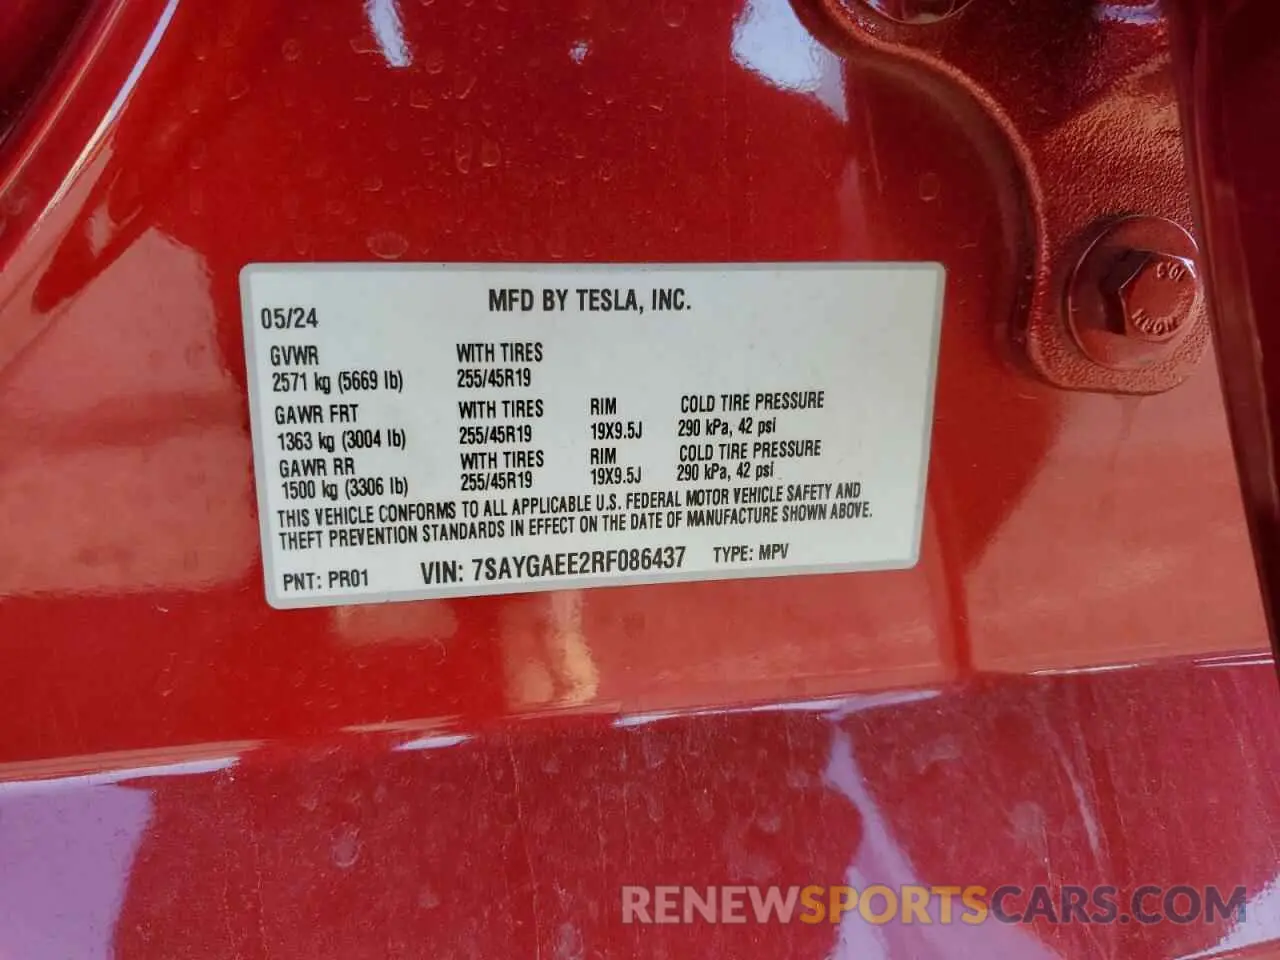 MFD BY TESLA, INC.
05/24
GVWR WITH TIRES
2571 kg (5669 lb) 255/45R19
GAWR FRT WITH TIRES RIM COLD TIRE PRESSURE
1363 kg (3004 lb) 255/45R19 19X9.5J 290 kPa, 42 psi
GAWR RR WITH TIRES RIM COLD TIRE PRESSURE
1500 kg (3306 lb) 255/45R19 19X9.5J 290 kPa, 42 psi
THIS VEHICLE CONFORMS TO ALL APPLICABLE U.S. FEDERAL MOTOR VEHICLE SAFETY AND
THEFT PREVENTION STANDARDS IN EFFECT ON THE DATE OF MANUFACTURE SHOWN ABOVE.
PNT: PR01 VIN: 7SAYGAEE2RF086437 TYPE: MPV
RENEWSPORTSCARS.COM